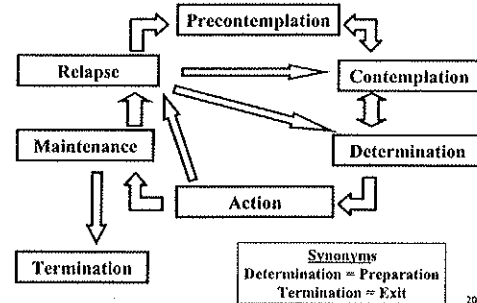 Precontemplation
Relapse
Contemplation
Maintenance
Determination
Action
Termination
Synonyms
Determination = Preparation
Termination = Exit
20